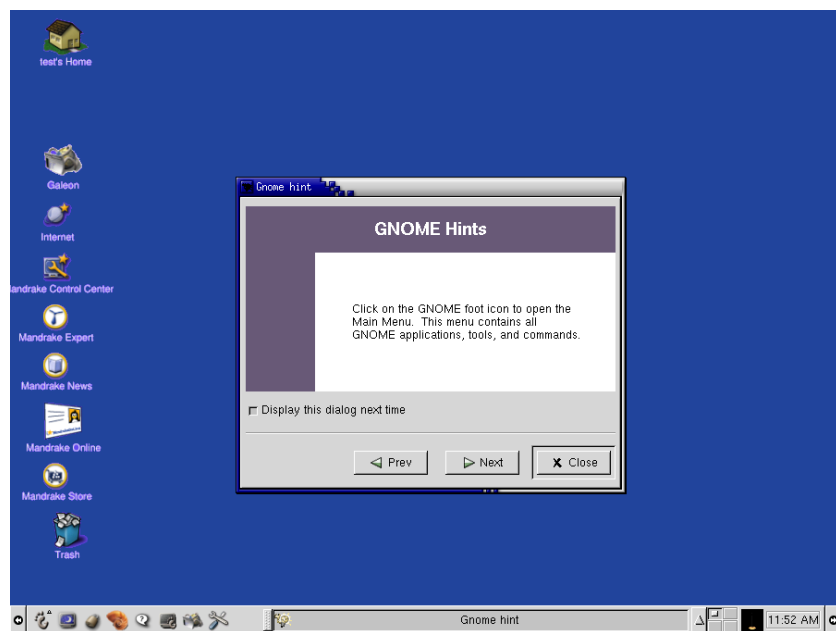 test's Home
Galeon
Internet
andrake Control Center
Mandrake Expert
Mandrake News
Mandrake Online
Mandrake Store
Trash
Gnome hint
GNOME Hints
Click on the GNOME foot icon to open the
Main Menu. This menu contains all
GNOME applications, tools, and commands.
Display this dialog next time
Prev
Next
Close
Gnome hint
11:52 AM